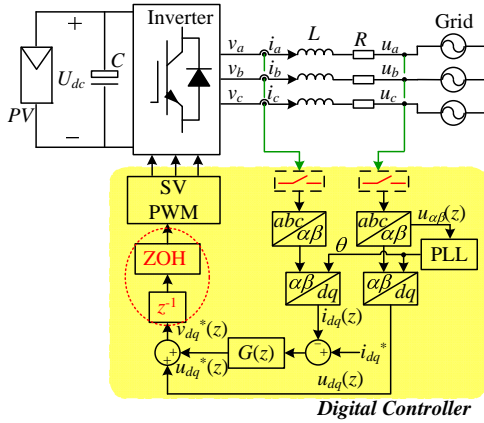 Inverter
Grid
+
C
U_dc
PV
−
v_a
i_a
L
R
u_a
v_b
i_b
u_b
v_c
i_c
u_c
SV
PWM
abc
αβ
abc
αβ
u_αβ(z)
θ
PLL
ZOH
αβ
dq
αβ
dq
z^-1
i_dq(z)
v_dq*(z)
+
+
G(z)
−
+
i_dq*
u_dq*(z)
u_dq(z)
Digital Controller